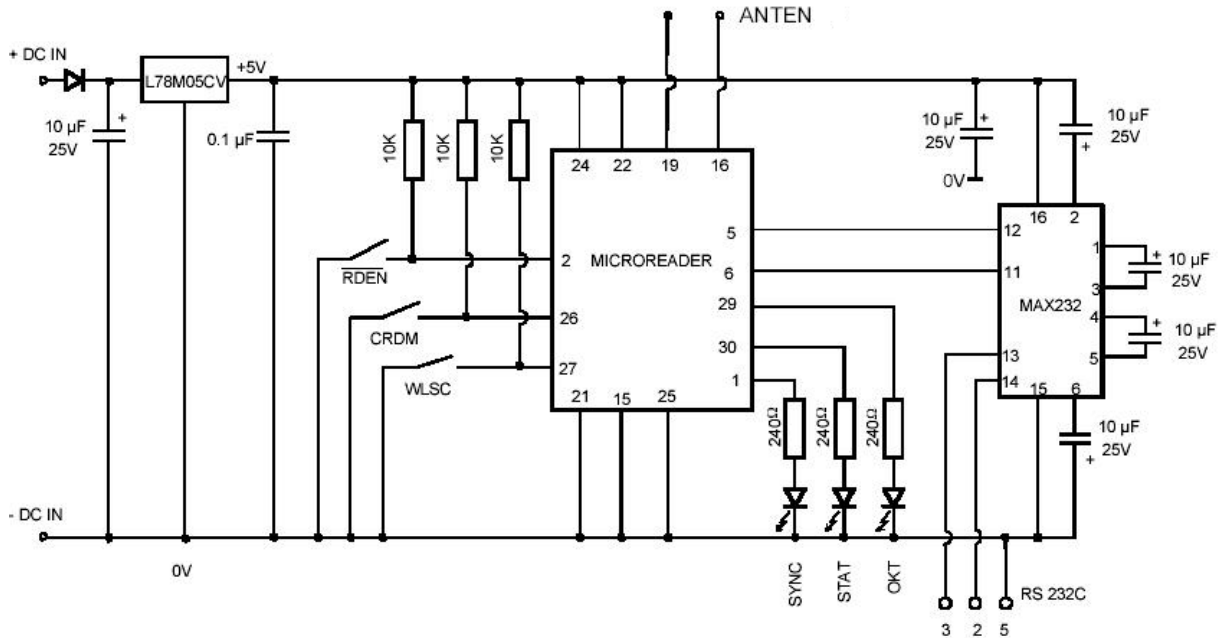 ANTEN
+ DC IN
L78M05CV
+5V
10 µF
25V
+
0.1 µF
10K
10K
10K
24
22
19
16
10 µF
25V
+
0V
10 µF
25V
+
16
2
MICROREADER
2
26
27
5
6
29
30
1
21
15
25
RDEN
CRDM
WLSC
MAX232
12
11
13
14
1
3
4
5
15
6
+
10 µF
25V
+
10 µF
25V
10 µF
25V
+
240Ω
240Ω
240Ω
- DC IN
0V
SYNC
STAT
OKT
RS 232C
3
2
5